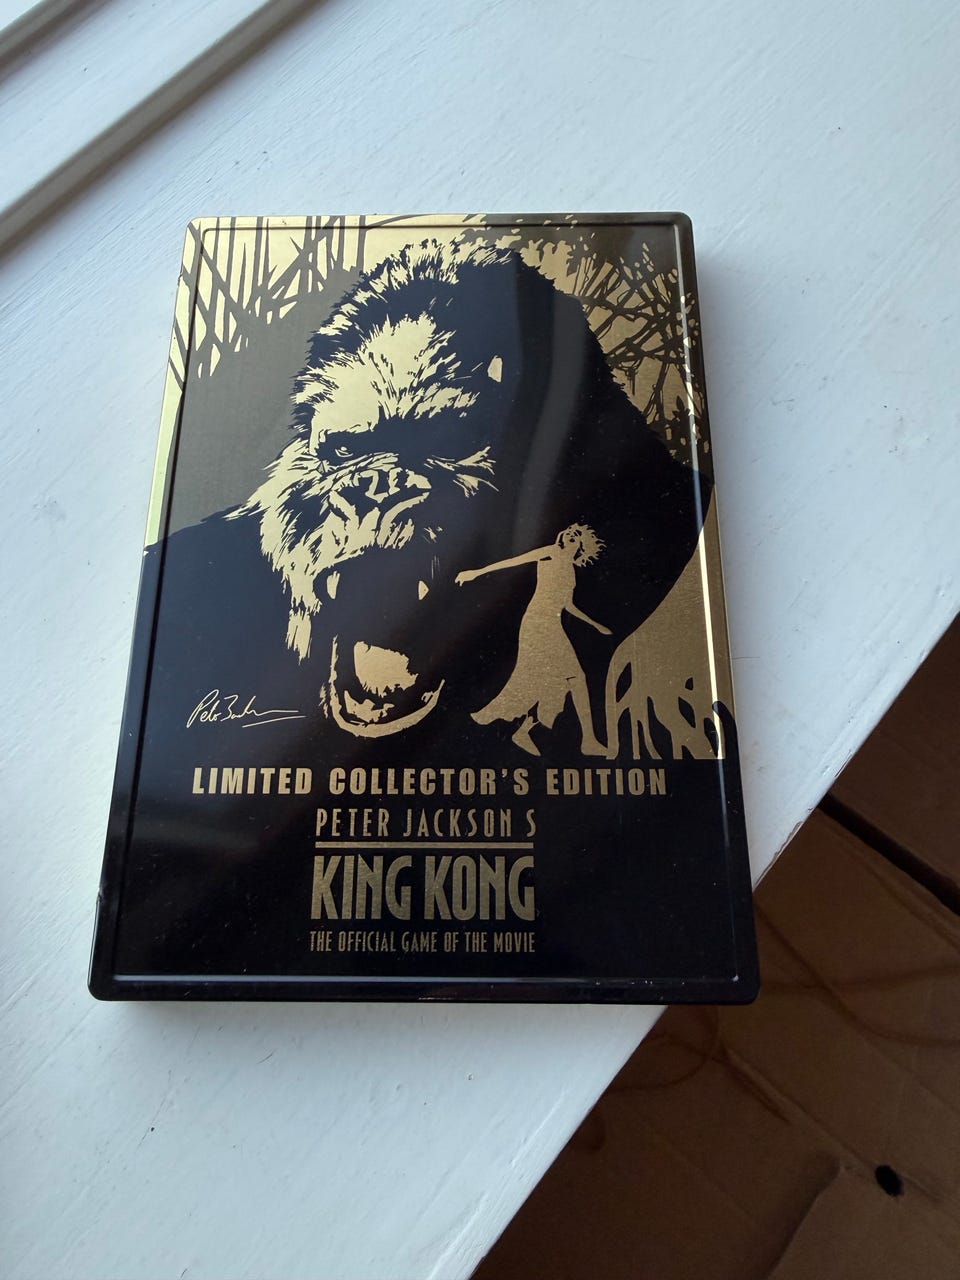 LIMITED COLLECTOR'S EDITION
PETER JACKSON S
KING KONG
THE OFFICIAL GAME OF THE MOVIE